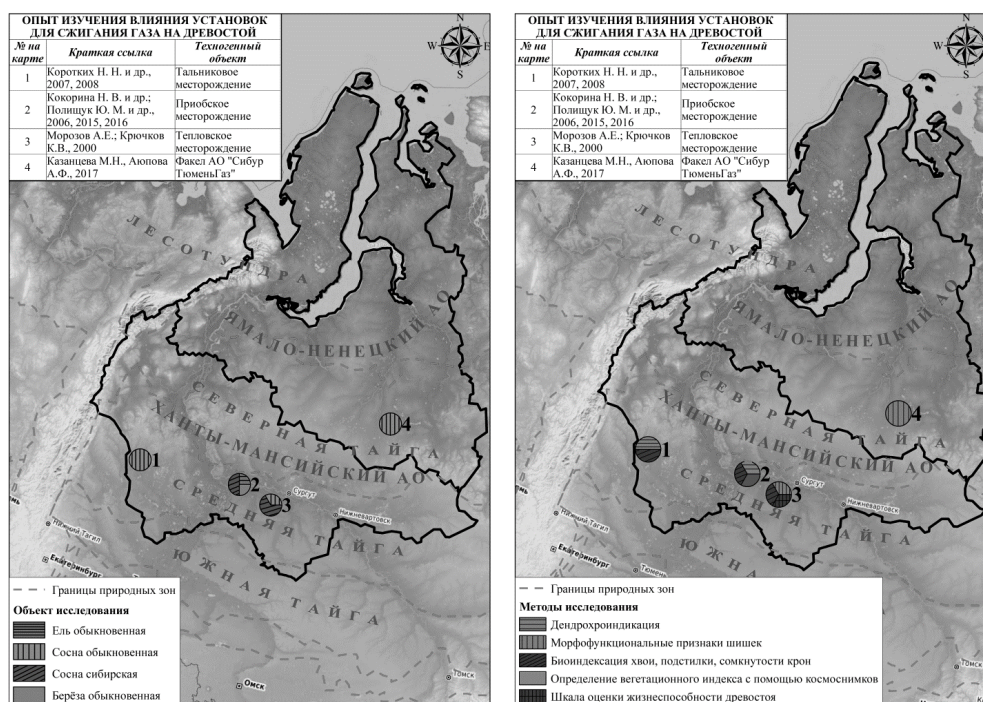 ОПЫТ ИЗУЧЕНИЯ ВЛИЯНИЯ УСТАНОВОК
ДЛЯ СЖИГАНИЯ ГАЗА НА ДРЕВОСТОЙ
№ на карте Краткая ссылка Техногенный объект
1 Коротких Н. Н. и др., 2007, 2008 Тальниковое месторождение
2 Кокорина Н. В. и др.; Полищук Ю. М. и др., 2006, 2015, 2016 Приобское месторождение
3 Морозов А.Е.; Крючков К.В., 2000 Тепловское месторождение
4 Казанцева М.Н., Аюпова А.Ф., 2017 Факел АО "Сибур ТюменьГаз"
N
W E
S
ЛЕСОТУНДРА
ЯМАЛО-НЕНЕЦКИЙ АО
СЕВЕРНАЯ ТАЙГА
ХАНТЫ-МАНСИЙСКИЙ АО
СРЕДНЯЯ ТАЙГА
ЮЖНАЯ ТАЙГА
4
1
2
3
Сургут
Нижневартовск
Нижний Тагил
Екатеринбург
Омск
Томск
Границы природных зон
Объект исследования
Ель обыкновенная
Сосна обыкновенная
Сосна сибирская
Берёза обыкновенная
ОПЫТ ИЗУЧЕНИЯ ВЛИЯНИЯ УСТАНОВОК
ДЛЯ СЖИГАНИЯ ГАЗА НА ДРЕВОСТОЙ
№ на карте Краткая ссылка Техногенный объект
1 Коротких Н. Н. и др., 2007, 2008 Тальниковое месторождение
2 Кокорина Н. В. и др.; Полищук Ю. М. и др., 2006, 2015, 2016 Приобское месторождение
3 Морозов А.Е.; Крючков К.В., 2000 Тепловское месторождение
4 Казанцева М.Н., Аюпова А.Ф., 2017 Факел АО "Сибур ТюменьГаз"
N
W E
S
ЛЕСОТУНДРА
ЯМАЛО-НЕНЕЦКИЙ АО
СЕВЕРНАЯ ТАЙГА
ХАНТЫ-МАНСИЙСКИЙ АО
СРЕДНЯЯ ТАЙГА
ЮЖНА
4
1
2
3
Сургут
Нижневартовск
Нижний Тагил
Екатеринбург
Тюмень
Томск
Границы природных зон
Методы исследования
Дендрохроиндикация
Морфофункциональные признаки шишек
Биоиндексация хвои, подстилки, сомкнутости крон
Определение вегетационного индекса с помощью космоснимков
Шкала оценки жизнеспособности древостоя